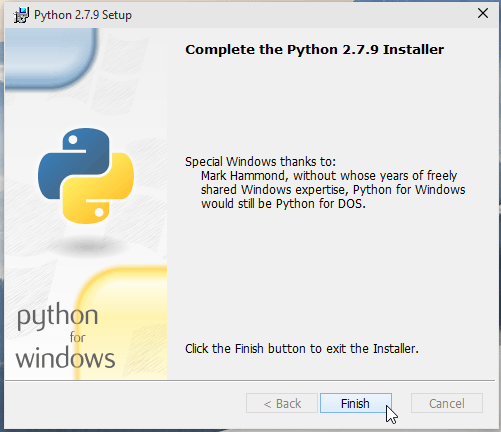 Python 2.7.9 Setup
Complete the Python 2.7.9 Installer
Special Windows thanks to:
Mark Hammond, without whose years of freely
shared Windows expertise, Python for Windows
would still be Python for DOS.
python
for
windows
Click the Finish button to exit the Installer.
< Back
Finish
Cancel